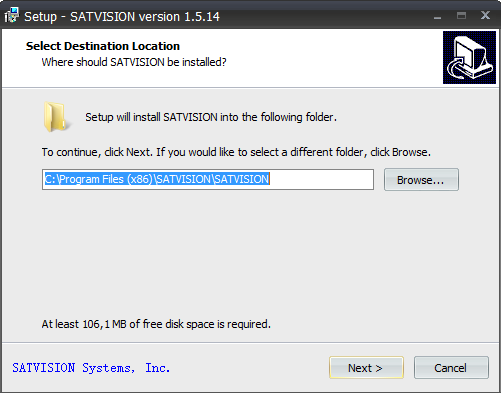 Setup - SATVISION version 1.5.14
Select Destination Location
Where should SATVISION be installed?
Setup will install SATVISION into the following folder.
To continue, click Next. If you would like to select a different folder, click Browse.
C:\Program Files (x86)\SATVISION\SATVISION
Browse...
At least 106,1 MB of free disk space is required.
SATVISION Systems, Inc.
Next >
Cancel